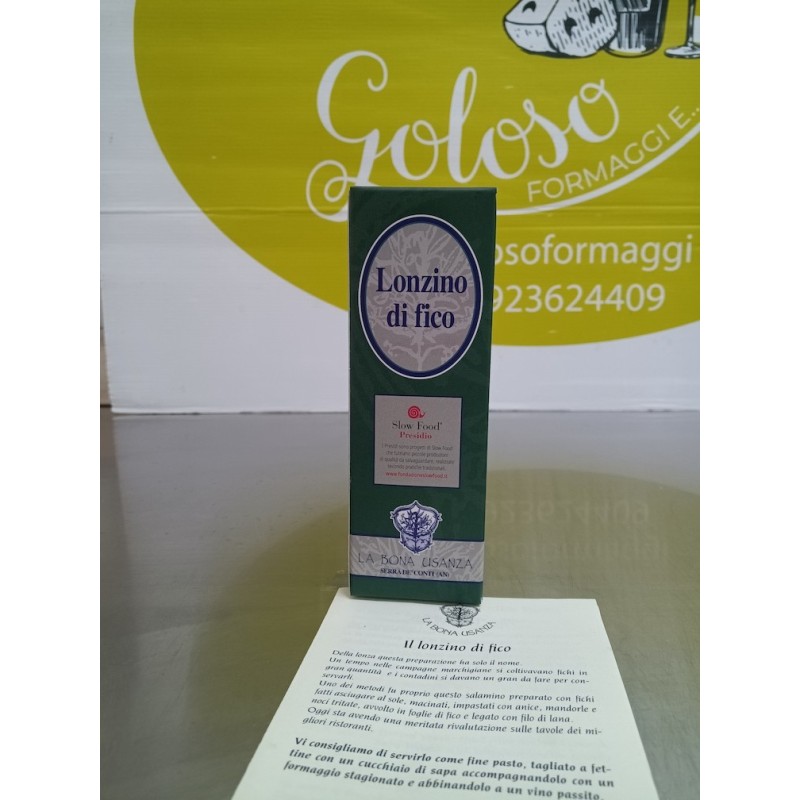 Goloso
FORMAGGI E..
osoformaggi
923624409
Lonzino
di fico
Slow Food®
Presidio
www.fondazioneslowfood.it
LA BONA USANZA
SERRA DE' CONTI (AN)
LA BONA USANZA
Il lonzino di fico
Della lonza questa preparazione ha solo il nome.
Un tempo nelle campagne marchigiane si coltivavano fichi in
gran quantità e i contadini si davano un gran da fare per con-
servarli.
Uno dei metodi fu proprio questo salamino preparato con fichi
fatti asciugare al sole, macinati, impastati con anice, mandorle e
noci tritate, avvolto in foglie di fico e legato con filo di lana.
Oggi sta avendo una meritata rivalutazione sulle tavole dei mi-
gliori ristoranti.
Vi consigliamo di servirlo come fine pasto, tagliato a fet-
tine con un cucchiaio di sapa accompagnandolo con un
formaggio stagionato e abbinandolo a un vino passito.